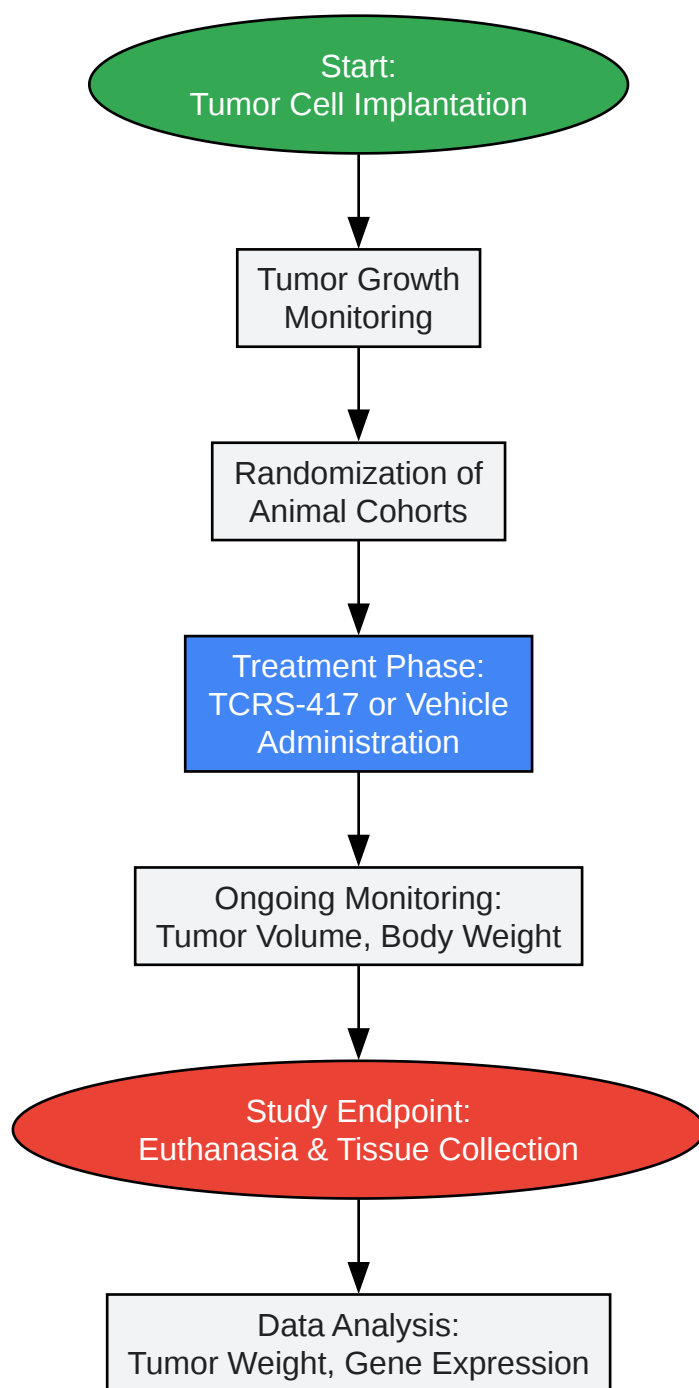 Start:
Tumor Cell Implantation
Tumor Growth
Monitoring
Randomization of
Animal Cohorts
Treatment Phase:
TCRS-417 or Vehicle
Administration
Ongoing Monitoring:
Tumor Volume, Body Weight
Study Endpoint:
Euthanasia & Tissue Collection
Data Analysis:
Tumor Weight, Gene Expression